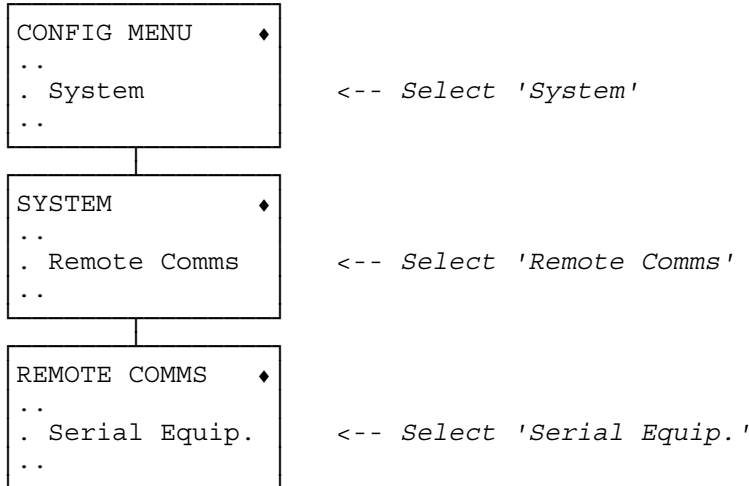 CONFIG MENU ♦
..
. System <-- Select 'System'
..
SYSTEM ♦
..
. Remote Comms <-- Select 'Remote Comms'
..
REMOTE COMMS ♦
..
. Serial Equip. <-- Select 'Serial Equip.'
..